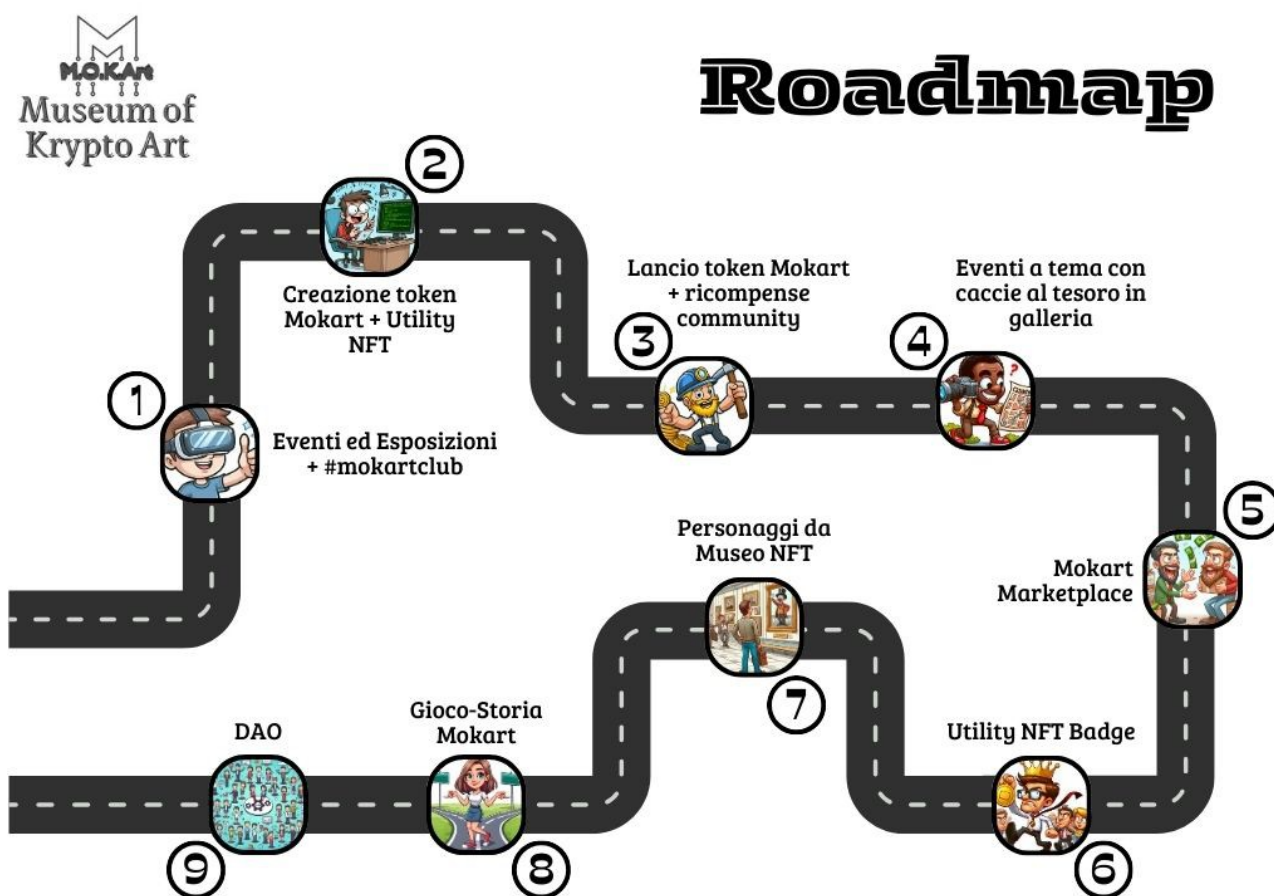 M.O.K.Art
Museum of
Krypto Art
Roadmap
1
Eventi ed Esposizioni
+ #mokartclub
2
Creazione token
Mokart + Utility
NFT
3
Lancio token Mokart
+ ricompense
community
4
Eventi a tema con
caccie al tesoro in
galleria
5
Mokart
Marketplace
6
Utility NFT Badge
7
Personaggi da
Museo NFT
8
Gioco-Storia
Mokart
9
DAO